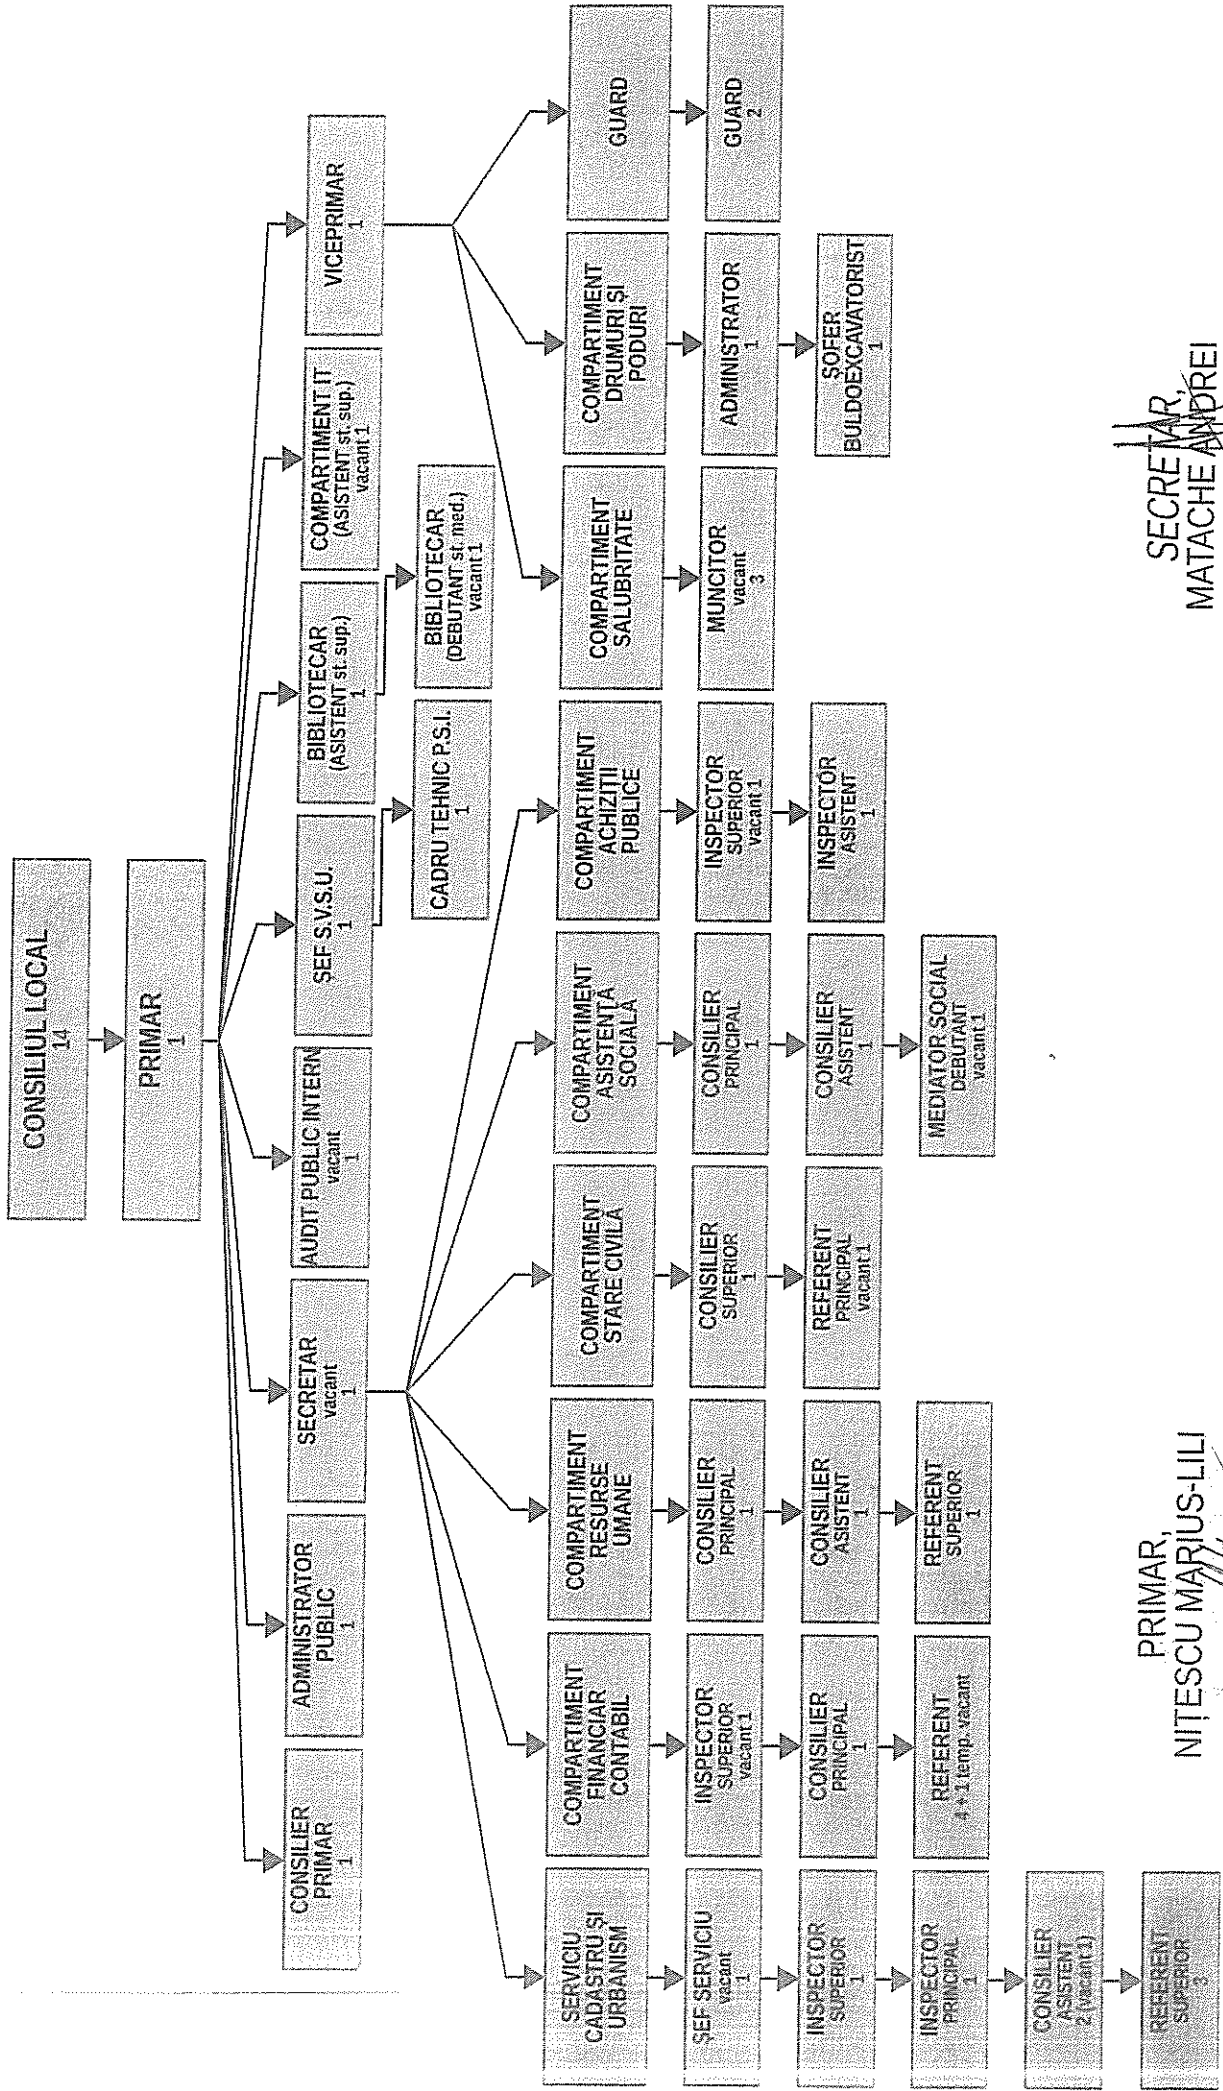 CONSILIUL LOCAL
14
PRIMAR
1
CONSILIER
PRIMAR
1
ADMINISTRATOR
PUBLIC
1
SECRETAR
vacant
1
AUDIT PUBLIC INTERN
vacant
1
ȘEF S.V.S.U.
1
BIBLIOTECAR
(ASISTENT st. sup.)
1
COMPARTIMENT IT
(ASISTENT st. sup.)
vacant 1
VICEPRIMAR
1
CADRU TEHNIC P.S.I.
1
BIBLIOTECAR
(DEBUTANT st. med.)
vacant 1
SERVICIU
CADASTRU ȘI
URBANISM
COMPARTIMENT
FINANCIAR
CONTABIL
COMPARTIMENT
RESURSE
UMANE
COMPARTIMENT
STARE CIVILĂ
COMPARTIMENT
ASISTENȚĂ
SOCIALĂ
COMPARTIMENT
ACHIZIȚII
PUBLICE
COMPARTIMENT
SALUBRITATE
COMPARTIMENT
DRUMURI ȘI
PODURI
GUARD
ȘEF SERVICIU
vacant
1
INSPECTOR
SUPERIOR
vacant 1
CONSILIER
PRINCIPAL
1
CONSILIER
SUPERIOR
1
CONSILIER
PRINCIPAL
1
INSPECTOR
SUPERIOR
vacant 1
MUNCITOR
vacant
3
ADMINISTRATOR
1
GUARD
2
INSPECTOR
SUPERIOR
1
CONSILIER
PRINCIPAL
1
CONSILIER
ASISTENT
1
REFERENT
PRINCIPAL
vacant 1
CONSILIER
ASISTENT
1
INSPECTOR
ASISTENT
1
ȘOFER
BULDOEXCAVATORIST
1
INSPECTOR
PRINCIPAL
1
REFERENT
4 + 1 temp. vacant
REFERENT
SUPERIOR
1
MEDIATOR SOCIAL
DEBUTANT
vacant 1
CONSILIER
ASISTENT
2 (vacant 1)
REFERENT
SUPERIOR
3
PRIMAR,
NIȚESCU MARIUS-LILI
SECRETAR,
MATACHE ANDREI